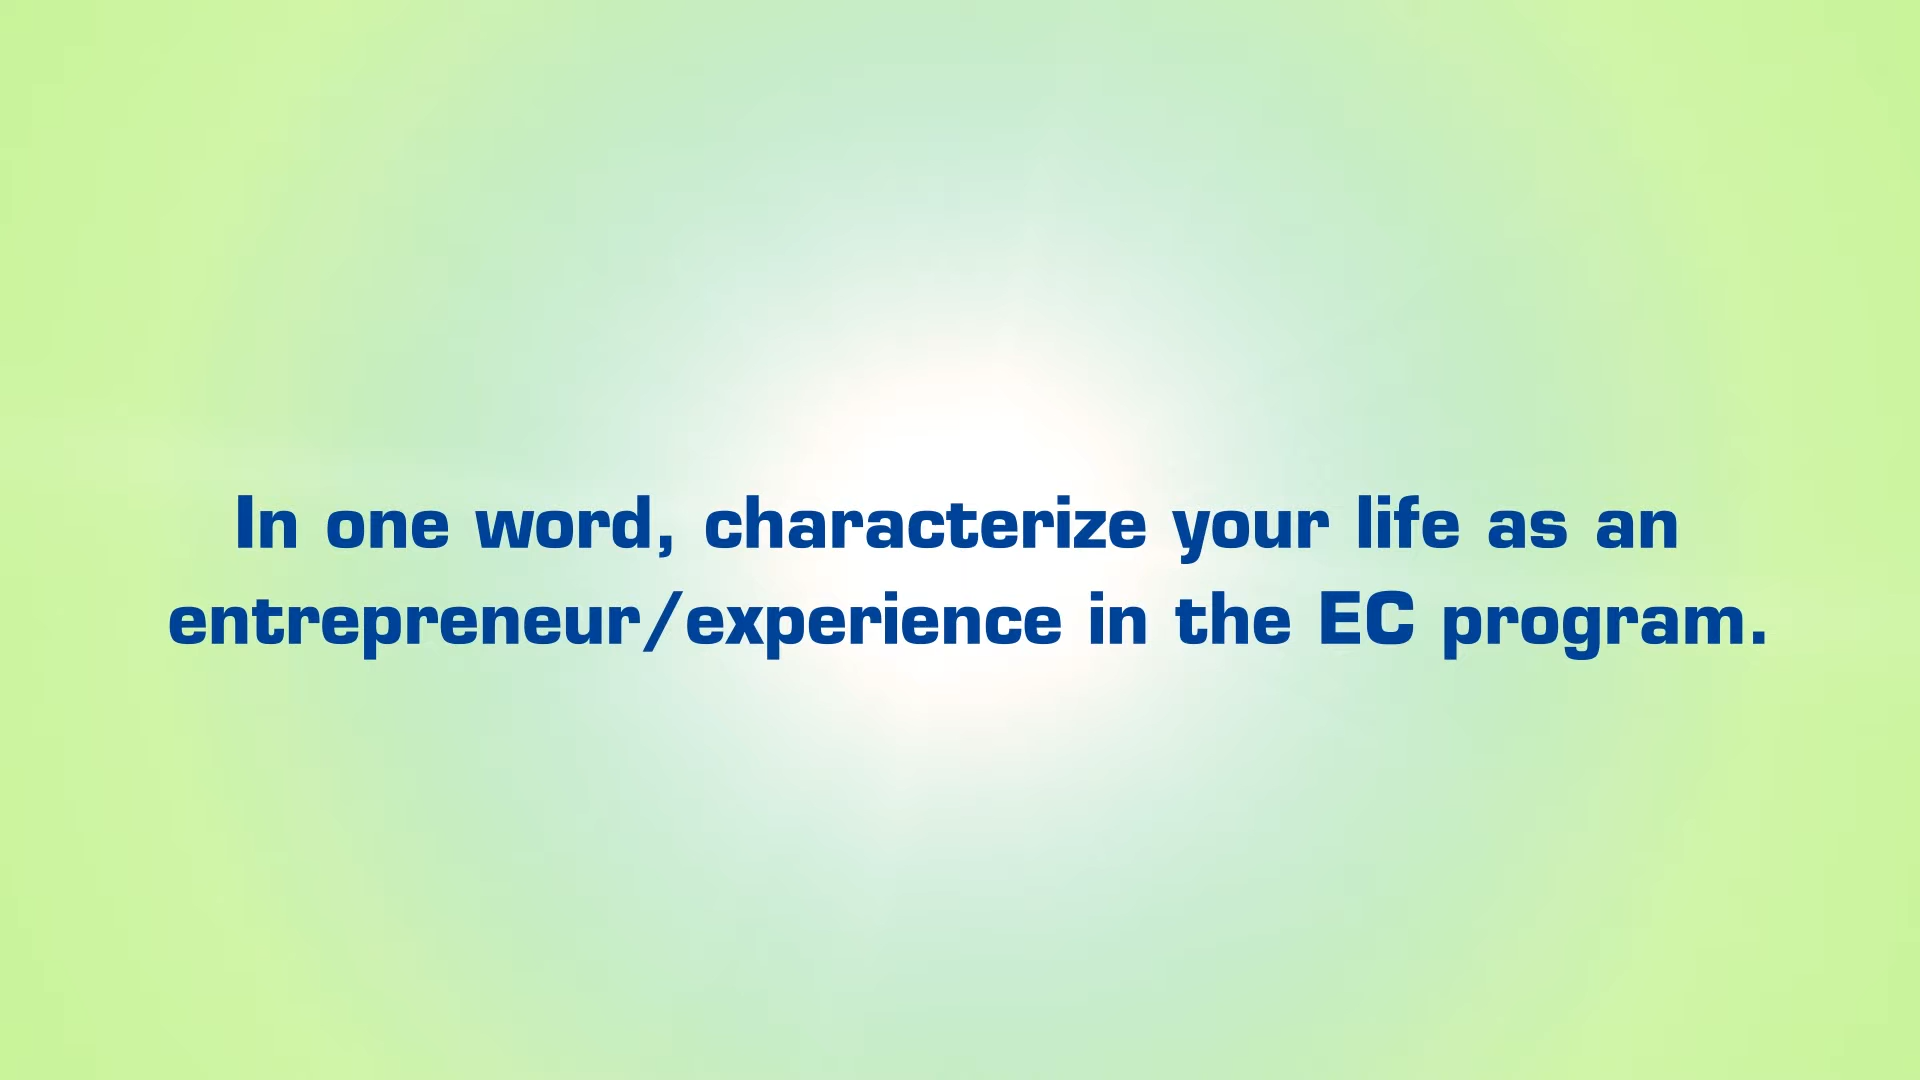 In one word, characterize your life as an
entrepreneur/experience in the EC program.